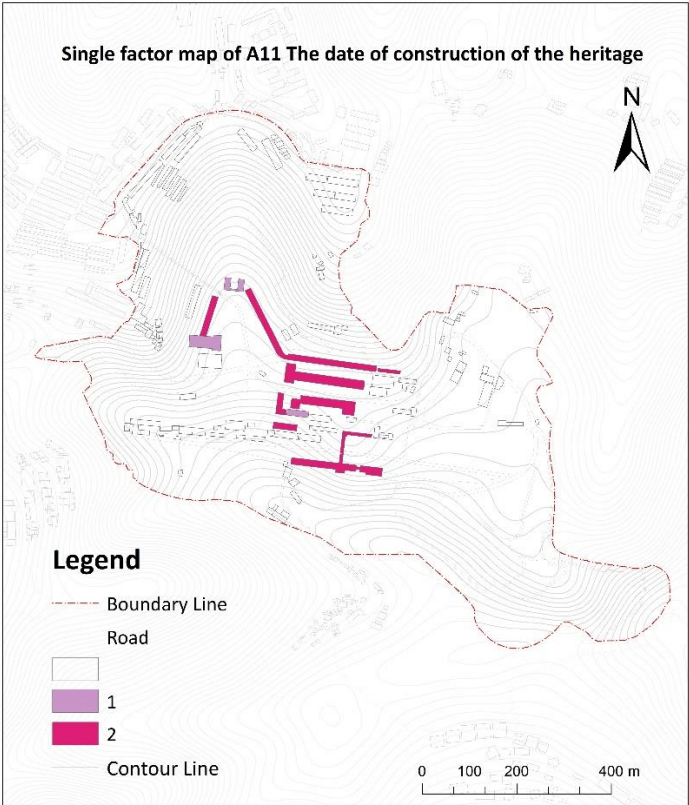 Single factor map of A11 The date of construction of the heritage
N
Legend
Boundary Line
Road
1
2
Contour Line
0 100 200 400 m